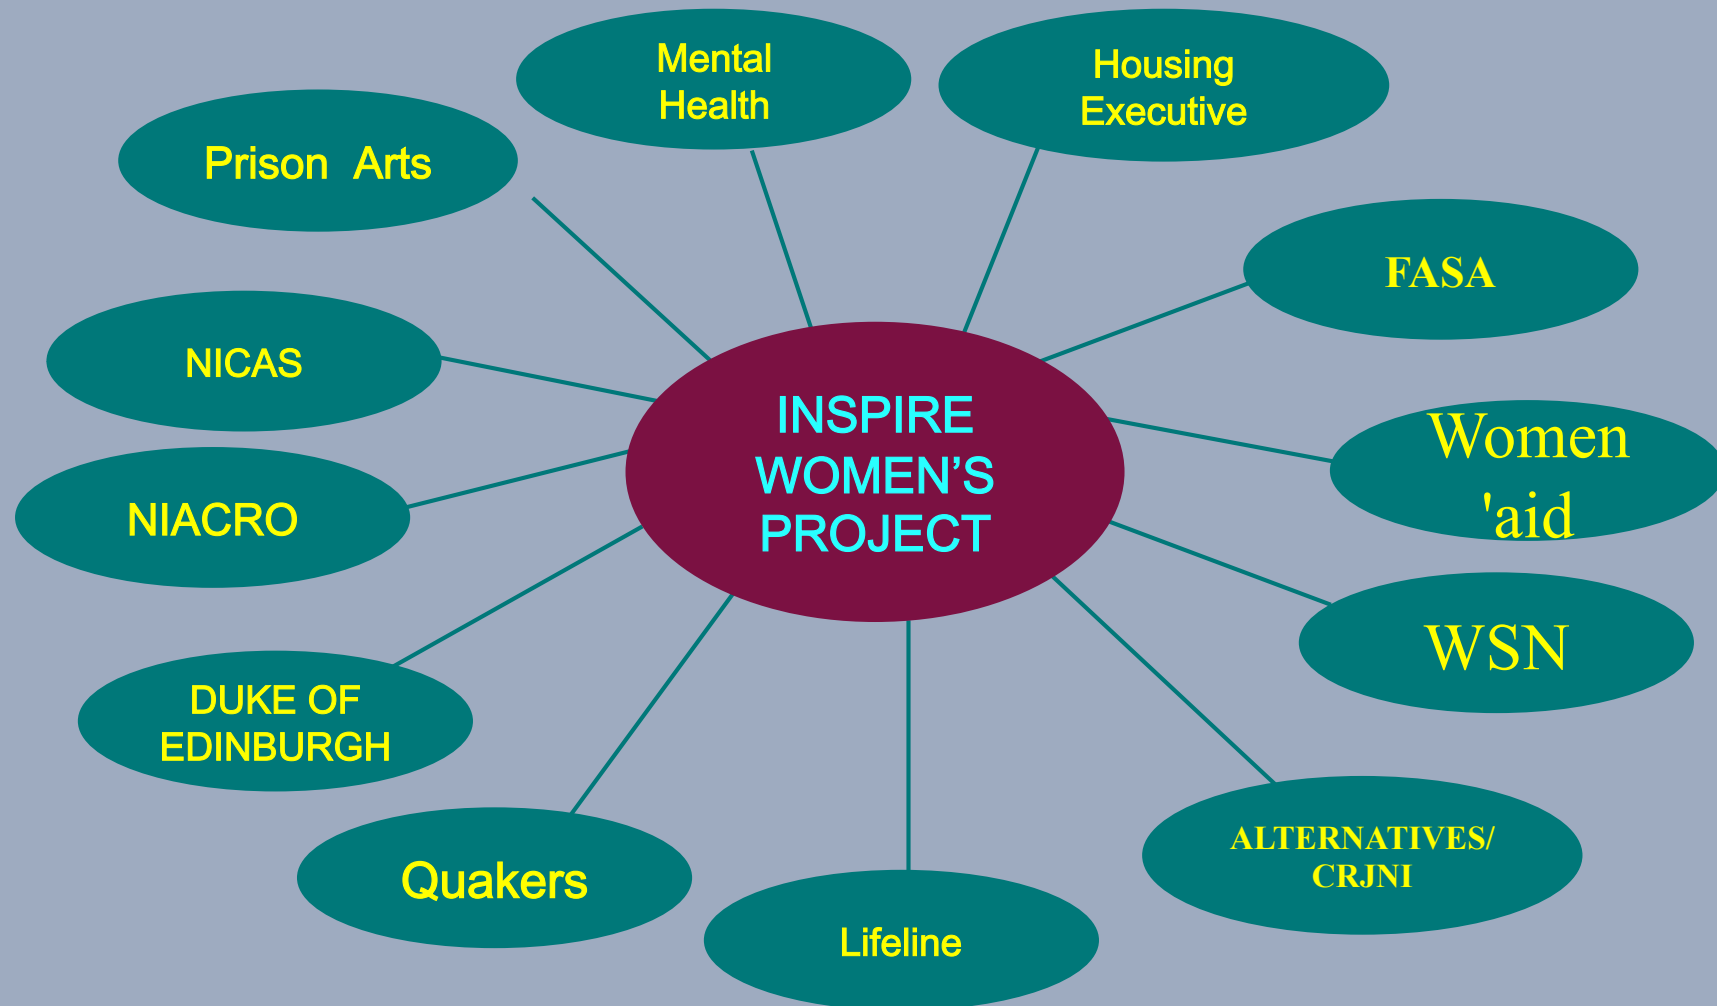 Mental
Health
Housing
Executive
Prison Arts
FASA
NICAS
INSPIRE
WOMEN’S
PROJECT
Women
'aid
NIACRO
WSN
DUKE OF
EDINBURGH
ALTERNATIVES/
CRJNI
Quakers
Lifeline